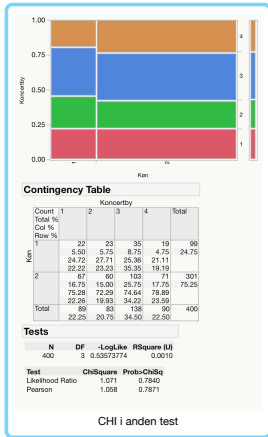 1.00
0.75
0.50
0.25
0.00
Koncertby
4
3
2
1
1
2
Køn
Contingency Table
Koncertby
Køn
Count 1 2 3 4 Total
Total %
Col %
Row %
1 22 23 35 19 99
5.50 5.75 8.75 4.75 24.75
24.72 27.71 25.36 21.11
22.22 23.23 35.35 19.19
2 67 60 103 71 301
16.75 15.00 25.75 17.75 75.25
75.28 72.29 74.64 78.89
22.26 19.93 34.22 23.59
Total 89 83 138 90 400
22.25 20.75 34.50 22.50
Tests
N DF -LogLike RSquare (U)
400 3 0.53573774 0.0010
Test ChiSquare Prob>ChiSq
Likelihood Ratio 1.071 0.7840
Pearson 1.058 0.7871
CHI i anden test